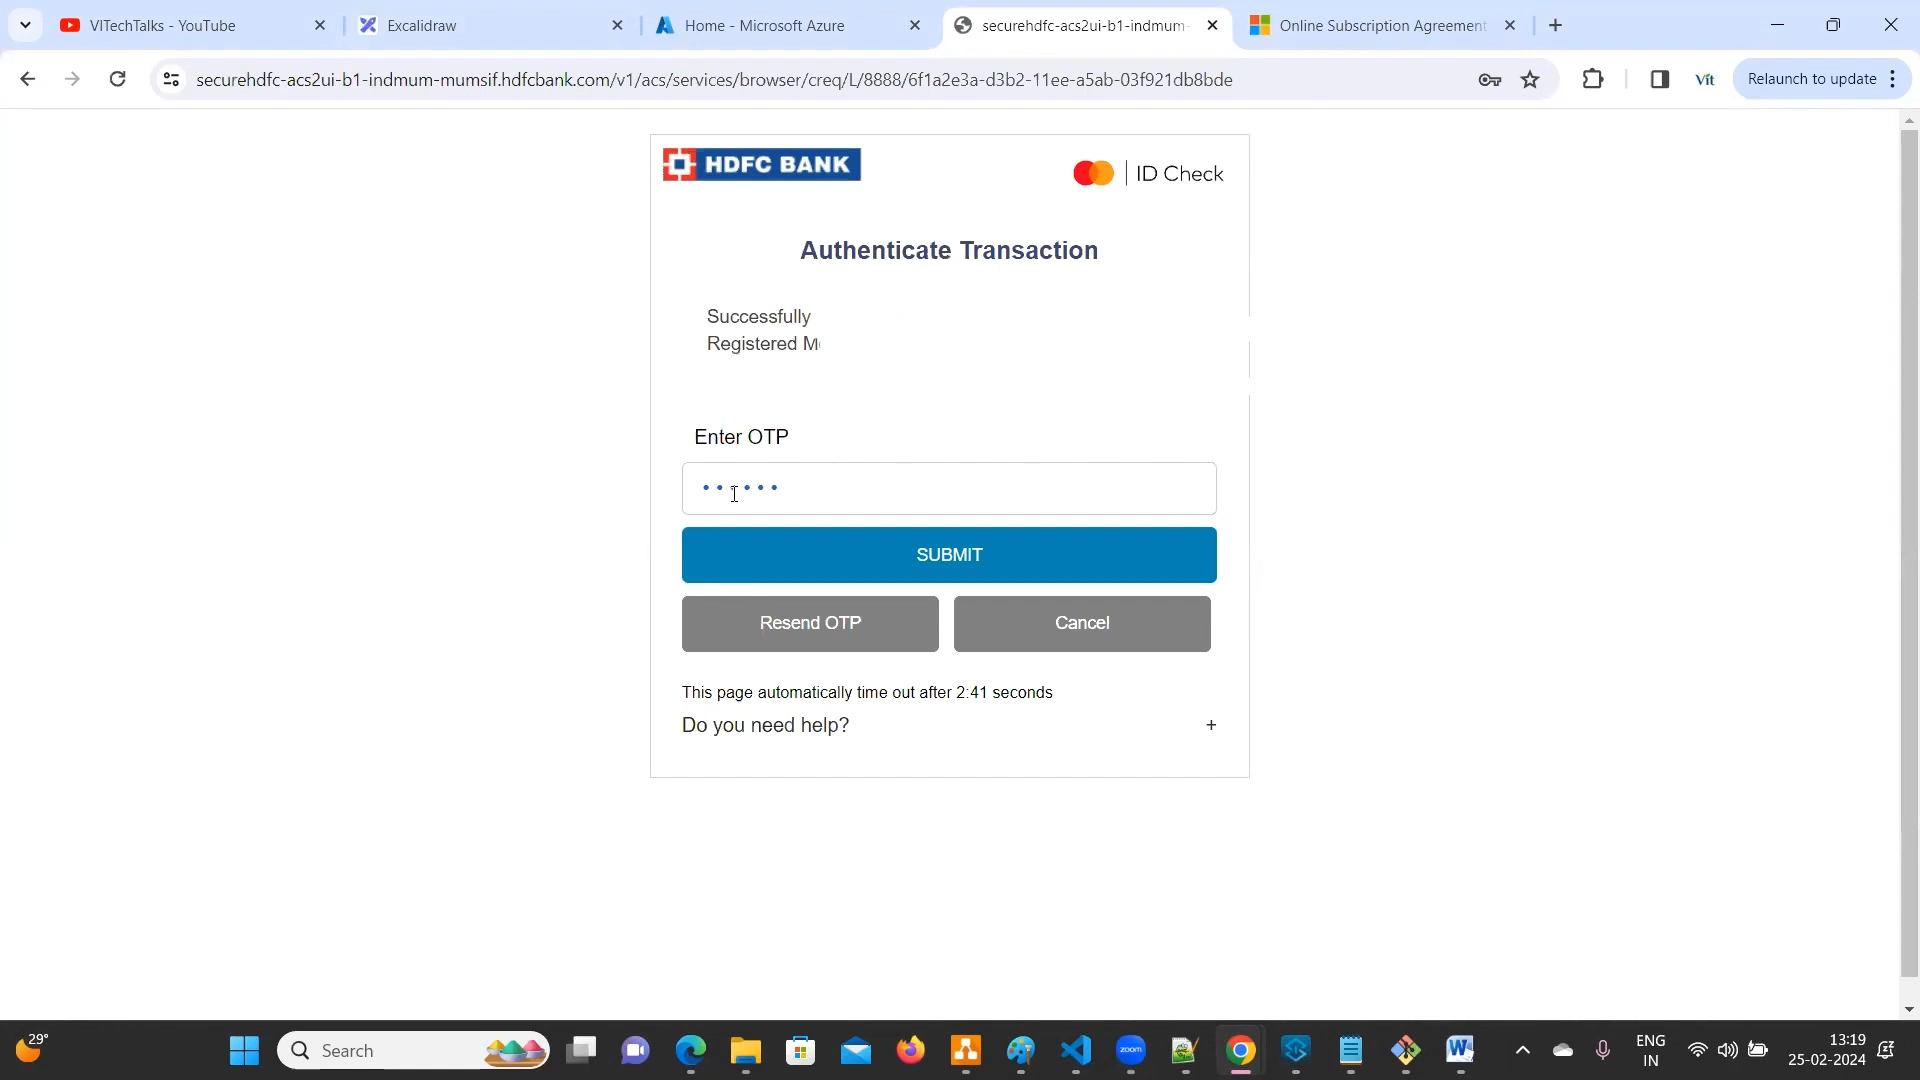 VITechTalks - YouTube
Excalidraw
Home - Microsoft Azure
securehdfc-acs2ui-b1-indmum-
Online Subscription Agreement
securehdfc-acs2ui-b1-indmum-mumsif.hdfcbank.com/v1/acs/services/browser/creq/L/8888/6f1a2e3a-d3b2-11ee-a5ab-03f921db8bde
Vit
Relaunch to update
HDFC BANK
ID Check
Authenticate Transaction
Successfully
Registered
Enter OTP
SUBMIT
Resend OTP
Cancel
This page automatically time out after 2:41 seconds
Do you need help?
+
29°
Search
zoom
W
ENG
IN
13:19
25-02-2024